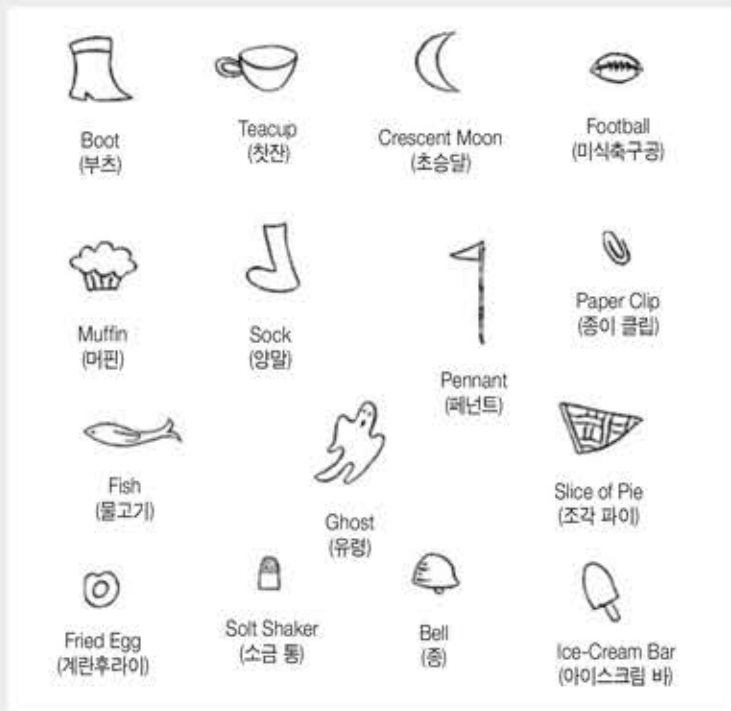 Boot
(부츠)
Teacup
(찻잔)
Crescent Moon
(초승달)
Football
(미식축구공)
Muffin
(머핀)
Sock
(양말)
Pennant
(페넌트)
Paper Clip
(종이 클립)
Fish
(물고기)
Ghost
(유령)
Slice of Pie
(조각 파이)
Fried Egg
(계란후라이)
Solt Shaker
(소금 통)
Bell
(종)
Ice-Cream Bar
(아이스크림 바)